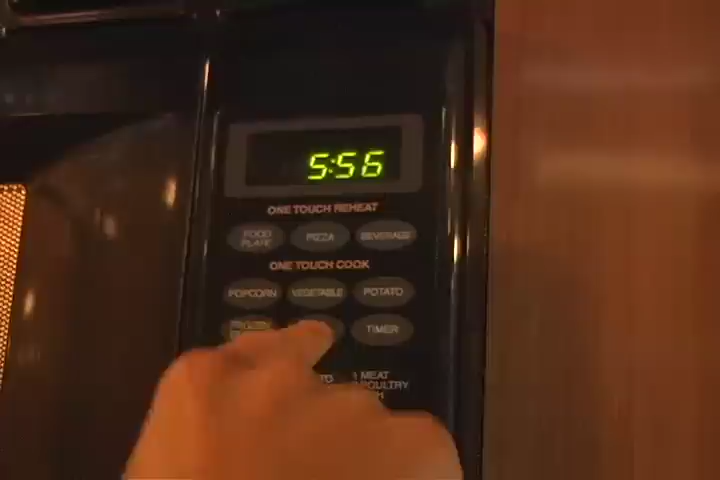 5:56
ONE TOUCH REHEAT
FOOD PLATE PIZZA BEVERAGE
ONE TOUCH COOK
POPCORN VEGETABLE POTATO
TIMER
MEAT
POULTRY